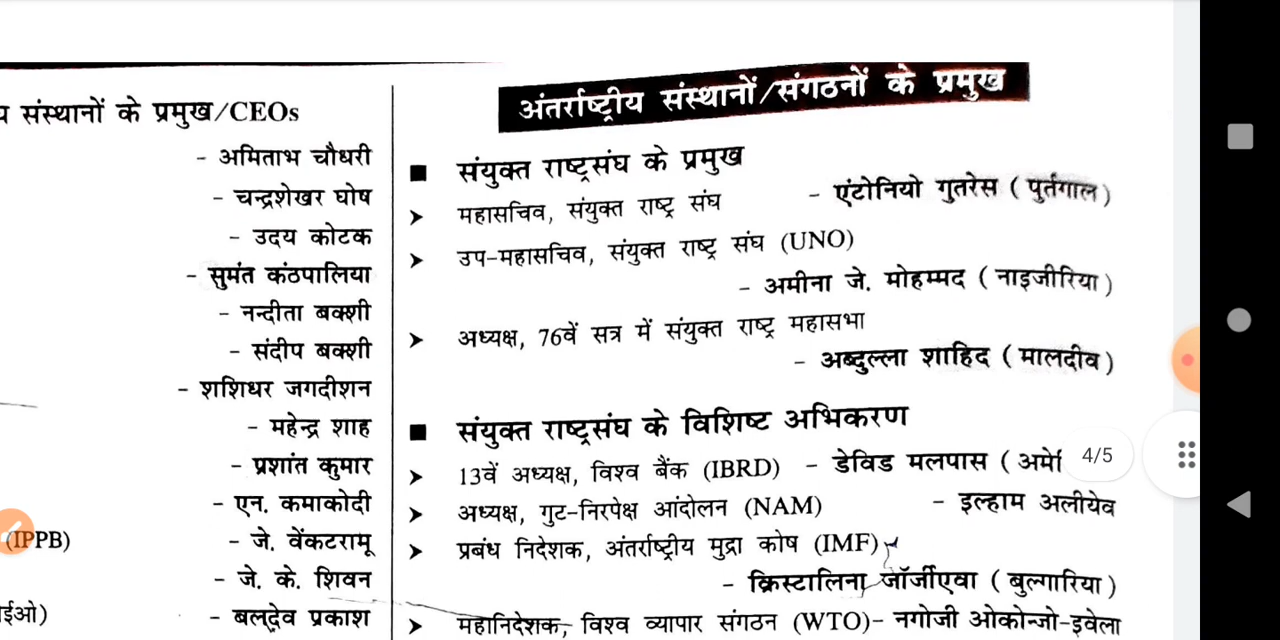 य संस्थानों के प्रमुख/CEOs
- अमिताभ चौधरी
- चन्द्रशेखर घोष
- उदय कोटक
- सुमंत कंठपालिया
- नन्दीता बक्शी
- संदीप बक्शी
- शशिधर जगदीशन
- महेन्द्र शाह
- प्रशांत कुमार
- एन. कमाकोदी
(IPPB) - जे. वेंकटरामू
- जे. के. शिवन
ईओ) - बलदेव प्रकाश
अंतर्राष्ट्रीय संस्थानों/संगठनों के प्रमुख
■ संयुक्त राष्ट्रसंघ के प्रमुख
➤ महासचिव, संयुक्त राष्ट्र संघ - एंटोनियो गुतरेस (पुर्तगाल)
➤ उप-महासचिव, संयुक्त राष्ट्र संघ (UNO)
- अमीना जे. मोहम्मद (नाइजीरिया)
➤ अध्यक्ष, 76वें सत्र में संयुक्त राष्ट्र महासभा
- अब्दुल्ला शाहिद (मालदीव)
■ संयुक्त राष्ट्रसंघ के विशिष्ट अभिकरण
➤ 13वें अध्यक्ष, विश्व बैंक (IBRD) - डेविड मलपास (अमे
➤ अध्यक्ष, गुट-निरपेक्ष आंदोलन (NAM) - इल्हाम अलीयेव
➤ प्रबंध निदेशक, अंतर्राष्ट्रीय मुद्रा कोष (IMF)
- क्रिस्टालिना जॉर्जीएवा (बुल्गारिया)
➤ महानिदेशक, विश्व व्यापार संगठन (WTO)- नगोजी ओकोन्जो-इवेला
4/5